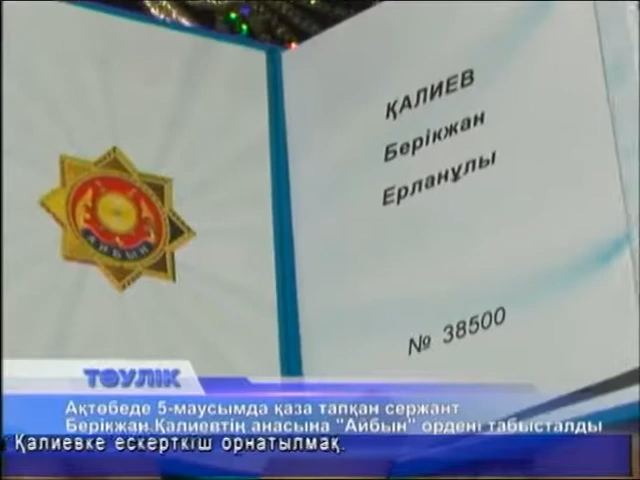 ҚАЛИЕВ
Берікжан
Ерланұлы
АЙБЫН
№ 38500
ТӘУЛІК
Ақтөбеде 5-маусымда қаза тапқан сержант
Берікжан Қалиевтің анасына "Айбын" ордені табысталды
Қалиевке ескерткіш орнатылмақ.